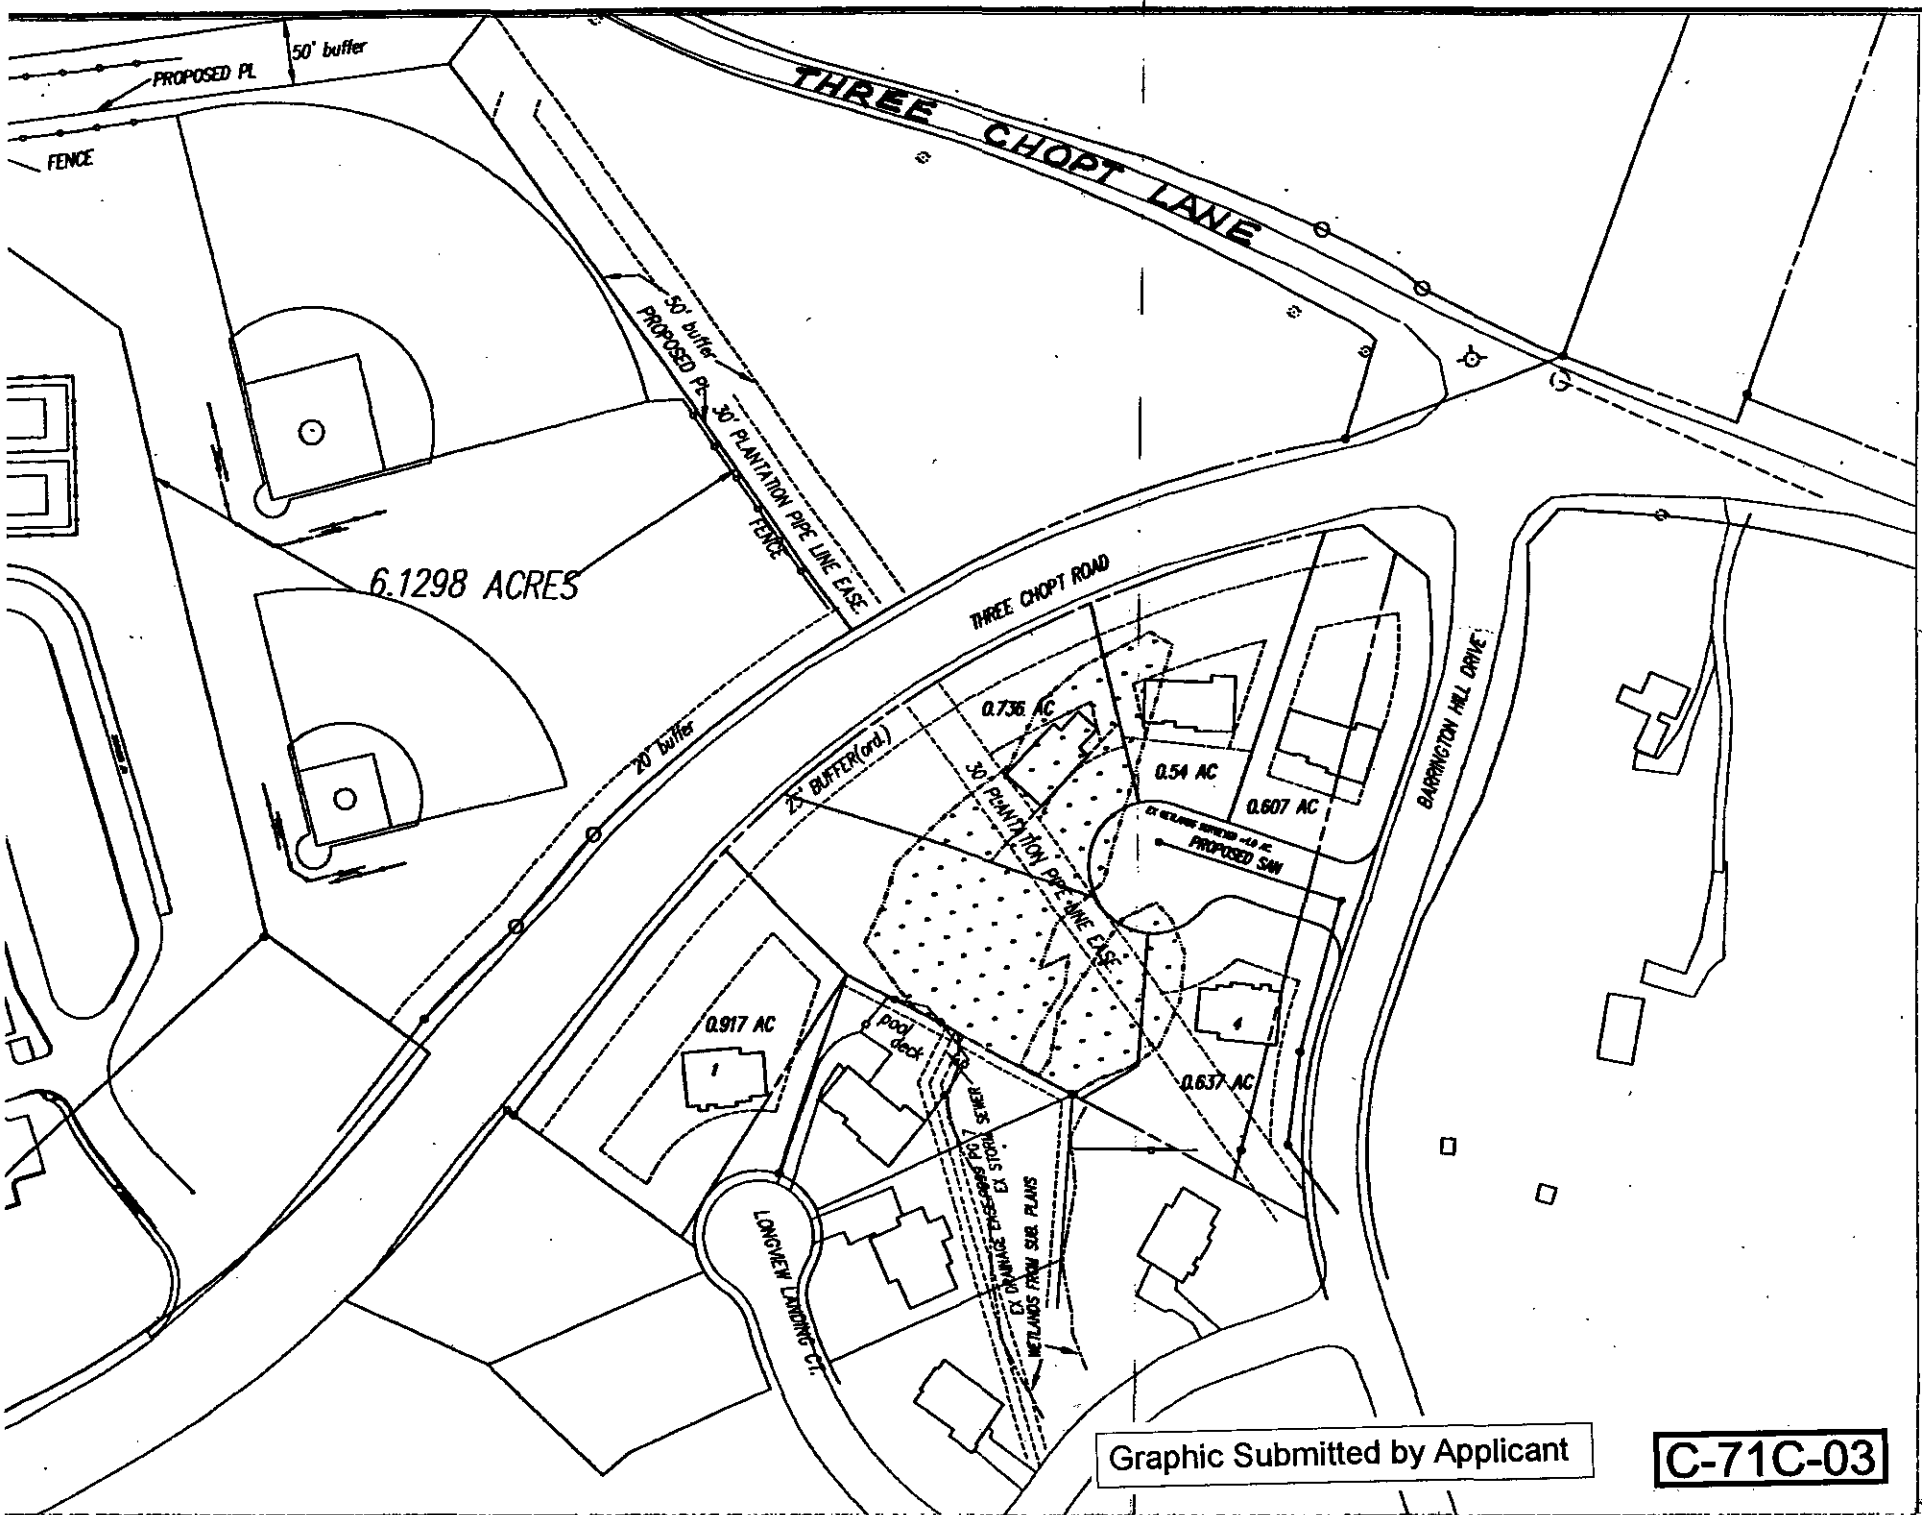 50' buffer
PROPOSED PL
FENCE
THREE CHOPT LANE
50' buffer
PROPOSED PL
30' PLANTATION PIPE LINE EASE.
FENCE
6.1298 ACRES
THREE CHOPT ROAD
BARRINGTON HILL DRIVE
20' buffer
25' BUFFER(ord.)
0.736 AC
0.54 AC
0.607 AC
30' PLANTATION PIPE LINE EASE.
PROPOSED SAN
0.917 AC
1
pool
deck
4
0.637 AC
EX STORM SEWER
EX DRAINAGE EASE
WETLANDS FROM SUB. PLANS
LONGVIEW LANDING CT.
Graphic Submitted by Applicant
C-71C-03